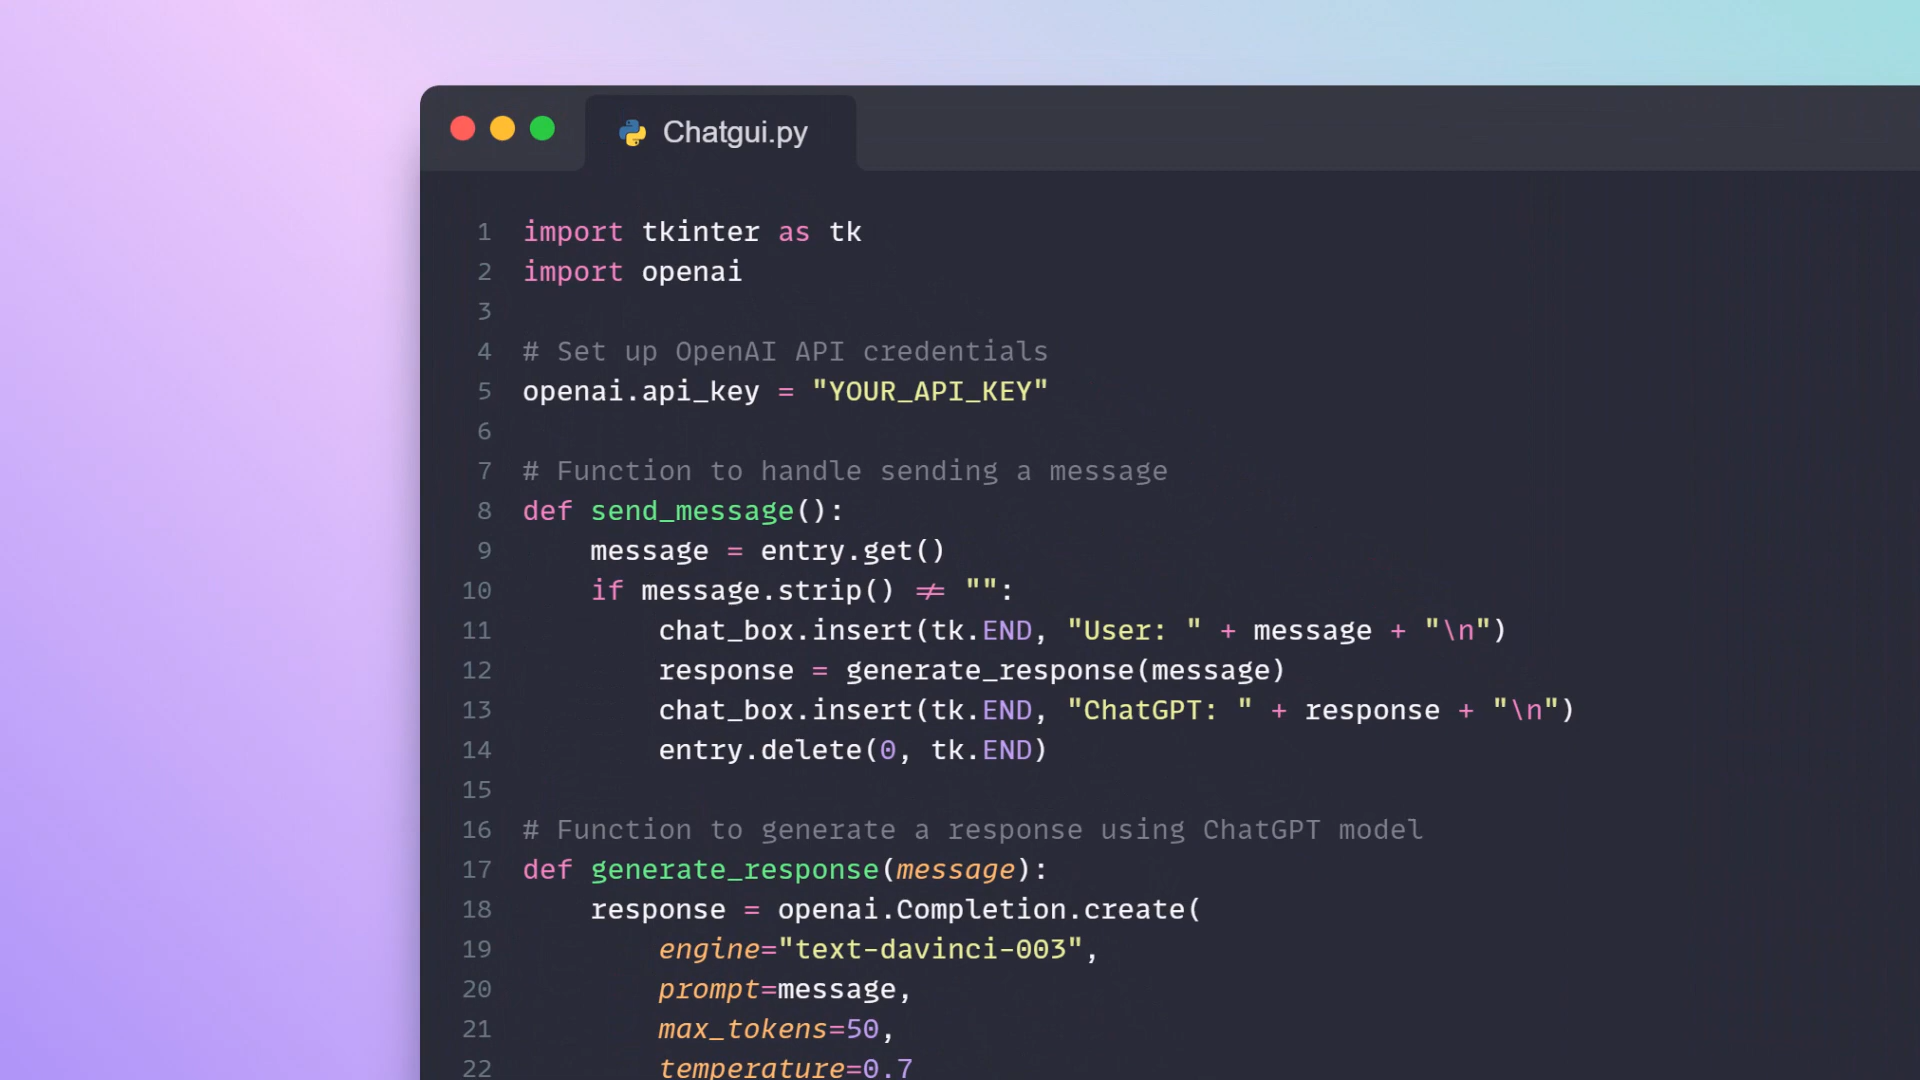 Chatgui.py
1 import tkinter as tk
2 import openai
3
4 # Set up OpenAI API credentials
5 openai.api_key = "YOUR_API_KEY"
6
7 # Function to handle sending a message
8 def send_message():
9     message = entry.get()
10     if message.strip() != "":
11         chat_box.insert(tk.END, "User: " + message + "\n")
12         response = generate_response(message)
13         chat_box.insert(tk.END, "ChatGPT: " + response + "\n")
14         entry.delete(0, tk.END)
15
16 # Function to generate a response using ChatGPT model
17 def generate_response(message):
18     response = openai.Completion.create(
19         engine="text-davinci-003",
20         prompt=message,
21         max_tokens=50,
22         temperature=0.7